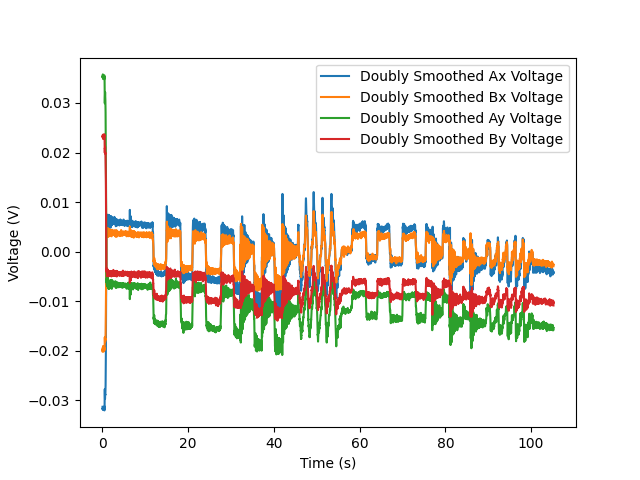 Doubly Smoothed Ax Voltage
Doubly Smoothed Bx Voltage
Doubly Smoothed Ay Voltage
Doubly Smoothed By Voltage
Voltage (V)
0.03
0.02
0.01
0.00
−0.01
−0.02
−0.03
0 20 40 60 80 100
Time (s)